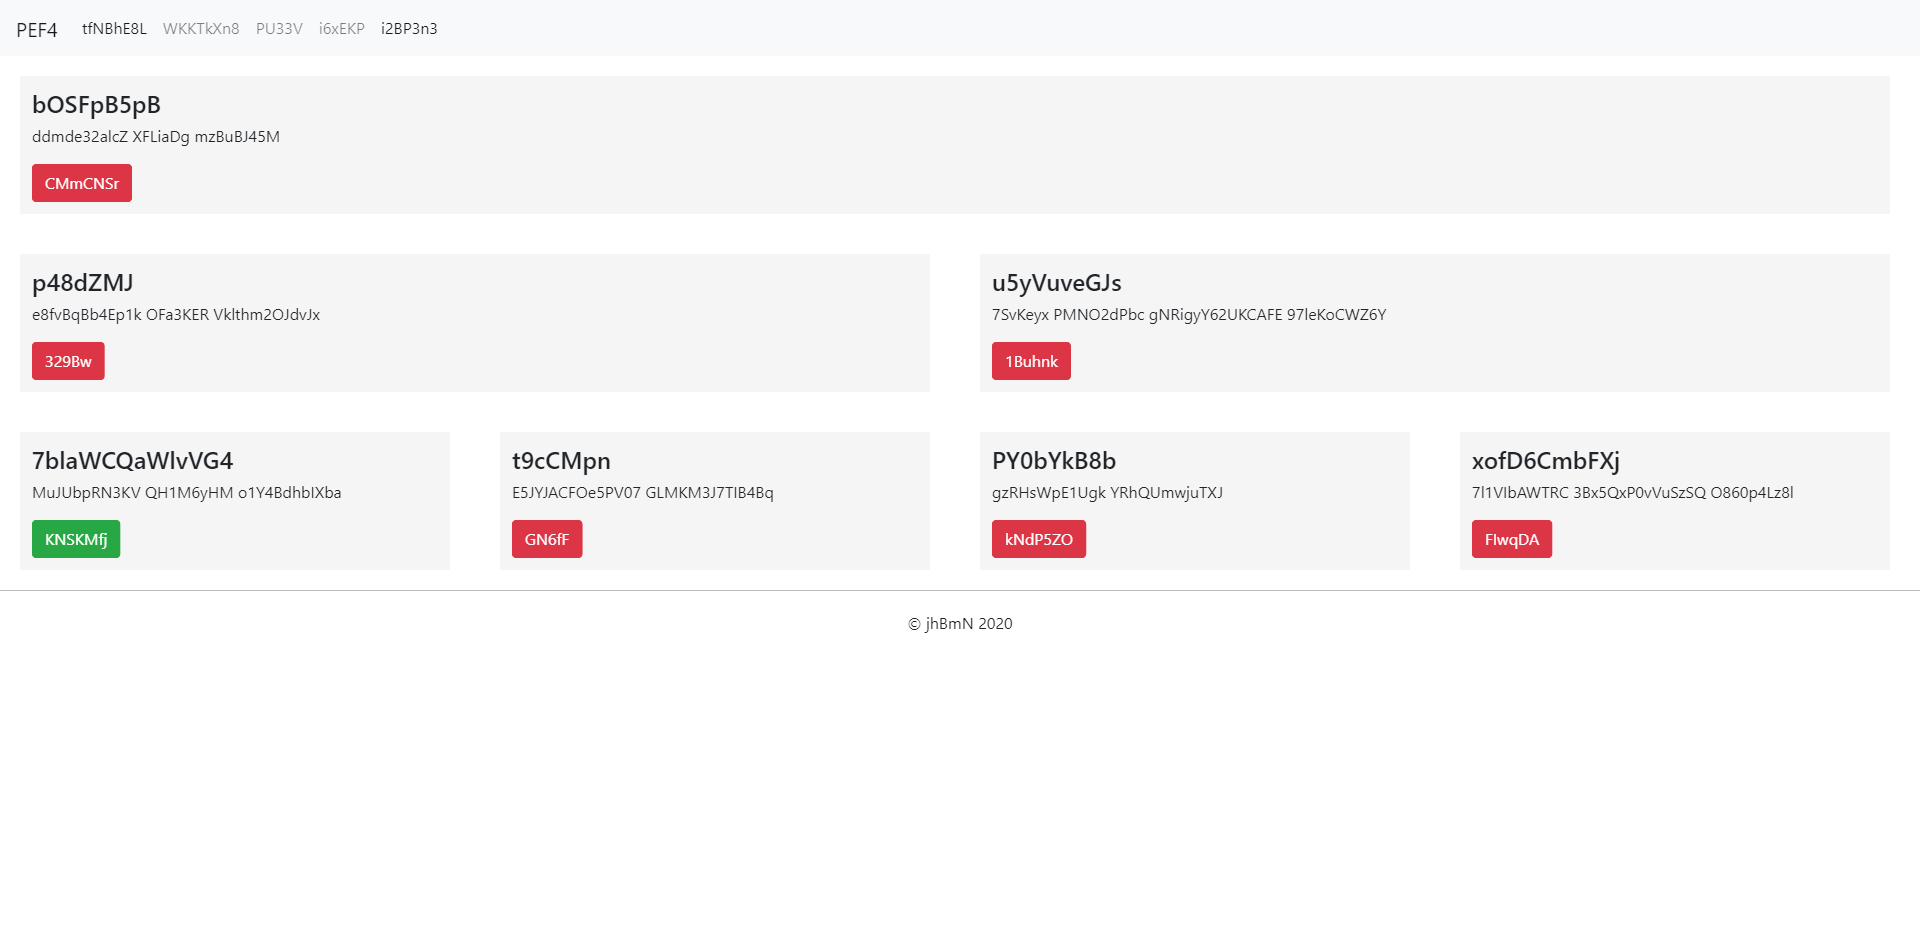 PEF4 tfNBhE8L WKKTkXn8 PU33V i6xEKP i2BP3n3
bOSFpB5pB
ddmde32alcZ XFLiaDg mzBuBJ45M
CMmCNSr
p48dZMJ
e8fvBqBb4Ep1k OFa3KER Vklthm2OJdvJx
329Bw
u5yVuveGJs
7SvKeyx PMNO2dPbc gNRigyY62UKCAFE 97leKoCWZ6Y
1Buhnk
7blaWCQaWlvVG4
MuJUbpRN3KV QH1M6yHM o1Y4BdhbIXba
KNSKMfj
t9cCMpn
E5JYJACFOe5PV07 GLMKM3J7TIB4Bq
GN6fF
PY0bYkB8b
gzRHsWpE1Ugk YRhQUmwjuTXJ
kNdP5ZO
xofD6CmbFXj
7l1VIbAWTRC 3Bx5QxP0vVuSzSQ O860p4Lz8l
FlwqDA
© jhBmN 2020